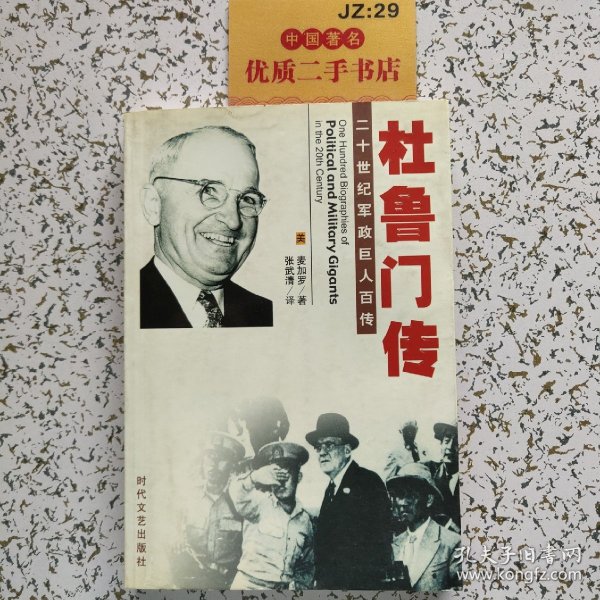 JZ:29
中国著名
优质二手书店
杜鲁门传
二十世纪军政巨人百传
One Hundred Biographies of
Political and Military Gigants
in the 20th Century
美 麦加罗／著
张武清／译
时代文艺出版社
孔夫子旧书网
www.kongfz.com